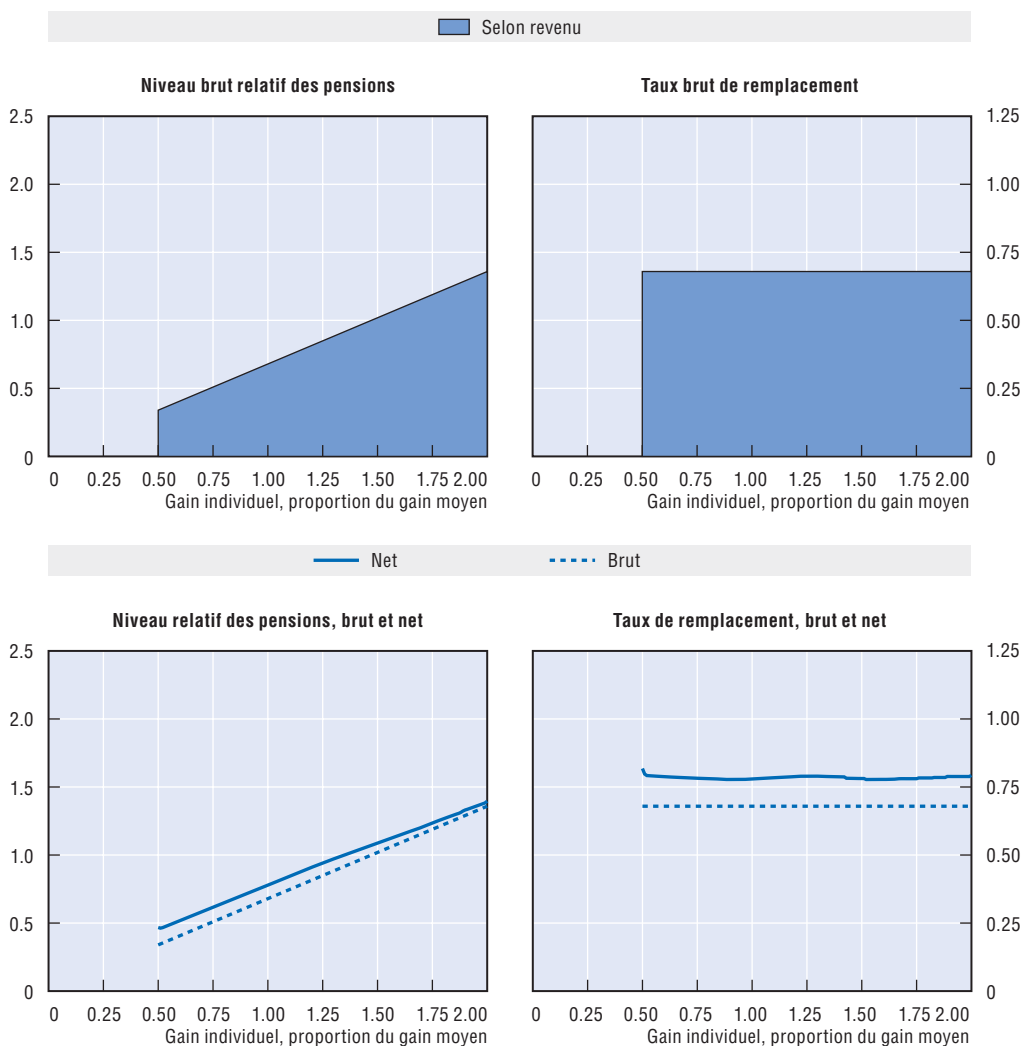 Selon revenu
Niveau brut relatif des pensions
2.5
2.0
1.5
1.0
0.5
0
0 0.25 0.50 0.75 1.00 1.25 1.50 1.75 2.00
Gain individuel, proportion du gain moyen
Taux brut de remplacement
1.25
1.00
0.75
0.50
0.25
0
0 0.25 0.50 0.75 1.00 1.25 1.50 1.75 2.00
Gain individuel, proportion du gain moyen
Net Brut
Niveau relatif des pensions, brut et net
2.5
2.0
1.5
1.0
0.5
0
0 0.25 0.50 0.75 1.00 1.25 1.50 1.75 2.00
Gain individuel, proportion du gain moyen
Taux de remplacement, brut et net
1.25
1.00
0.75
0.50
0.25
0
0 0.25 0.50 0.75 1.00 1.25 1.50 1.75 2.00
Gain individuel, proportion du gain moyen